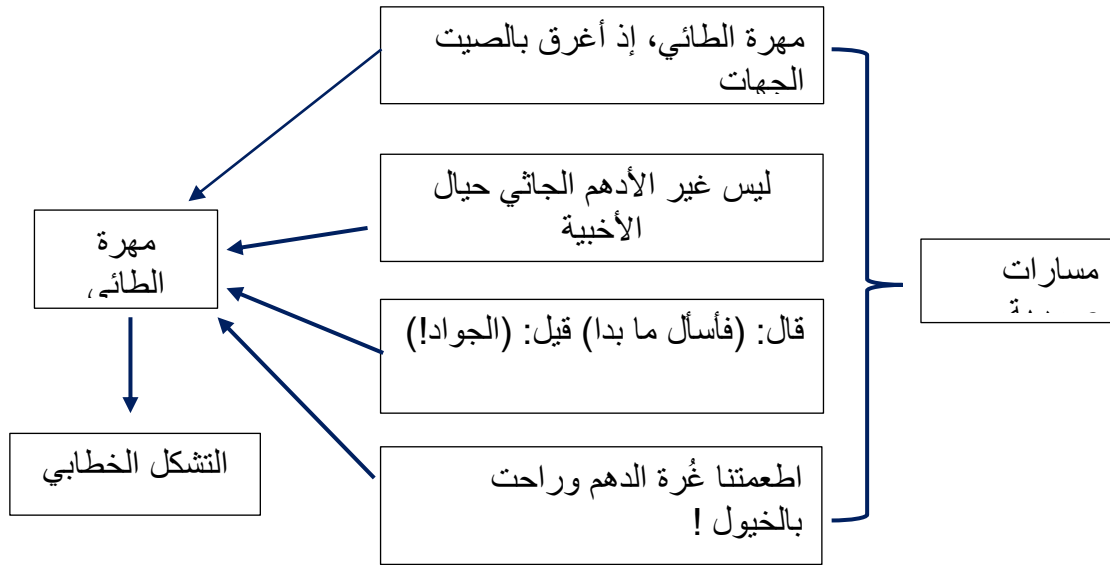 مسارات
مهرة الطائي، إذ أغرق بالصيت
الجهات
ليس غير الأدهم الجاثي حيال
الأخبية
قال: (فأسأل ما بدا) قيل: (الجواد!)
اطعمتنا غُرة الدهم وراحت
بالخيول !
مهرة
الطائي
التشكل الخطابي